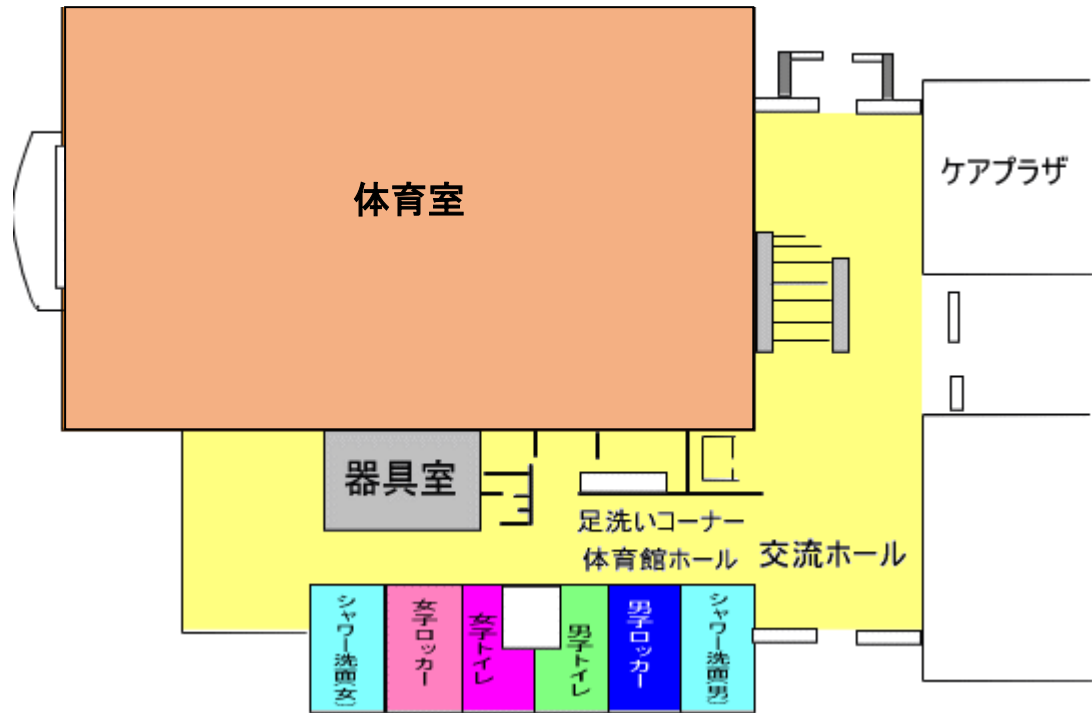 体育室
ケアプラザ
器具室
足洗いコーナー
体育館ホール
交流ホール
シャワー洗面(女)
女子ロッカー
女子トイレ
男子トイレ
男子ロッカー
シャワー洗面(男)